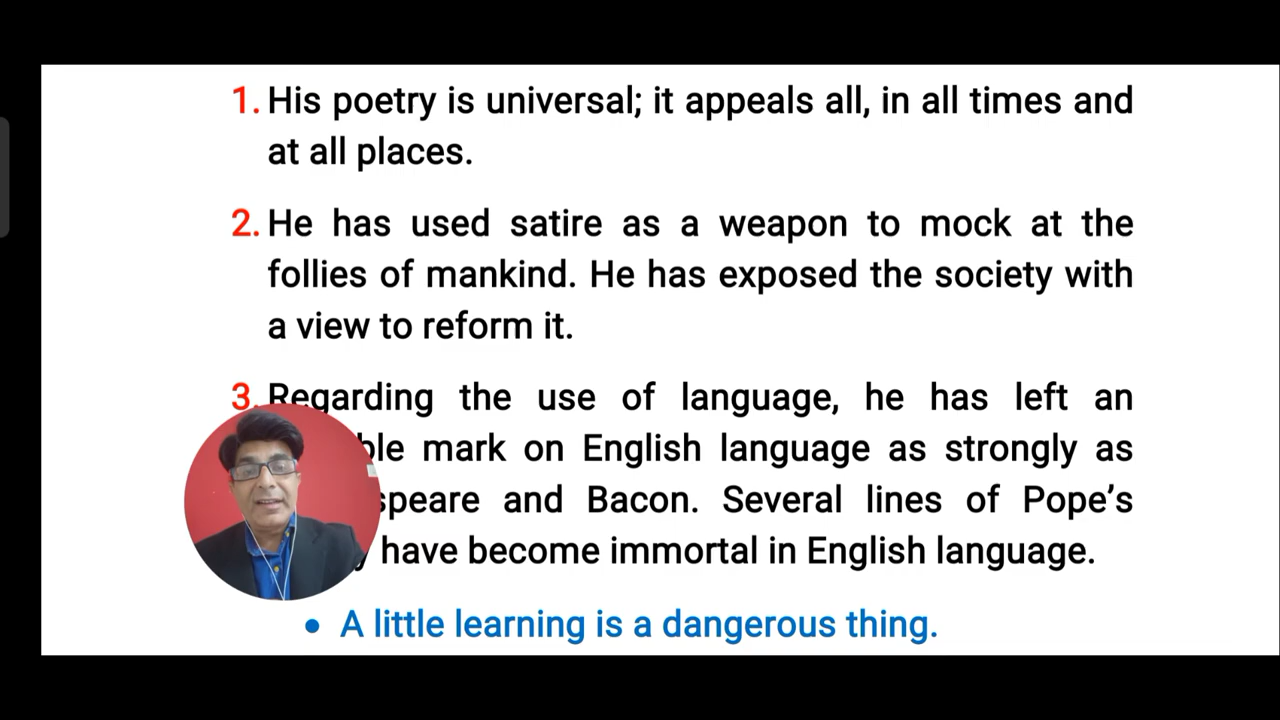 1. His poetry is universal; it appeals all, in all times and
at all places.
2. He has used satire as a weapon to mock at the
follies of mankind. He has exposed the society with
a view to reform it.
3. Regarding the use of language, he has left an
mark on English language as strongly as
and Bacon. Several lines of Pope’s
have become immortal in English language.
• A little learning is a dangerous thing.